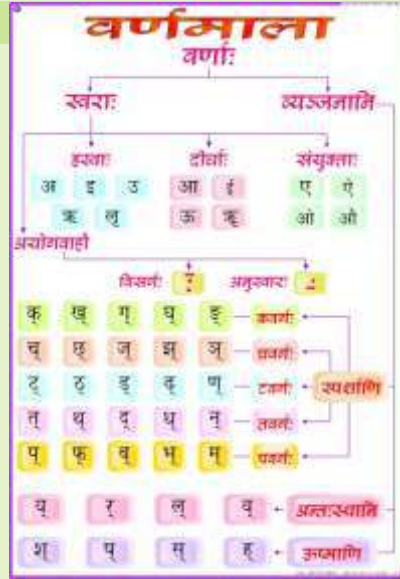 वर्णमाला
वर्णाः
स्वराः व्यञ्जनानि
ह्रस्वाः दीर्घाः संयुक्ताः
अ इ उ आ ई ए ऐ
ऋ लृ ऊ ॠ ओ औ
अयोगवाहौ
विसर्गः अनुस्वारः
क् ख् ग् घ् ङ् कवर्गः
च् छ् ज् झ् ञ् चवर्गः
ट् ठ् ड् ढ् ण् टवर्गः स्पर्शाणि
त् थ् द् ध् न् तवर्गः
प् फ् ब् भ् म् पवर्गः
य् र् ल् व् अन्तःस्थानि
श् ष् स् ह् ऊष्माणि